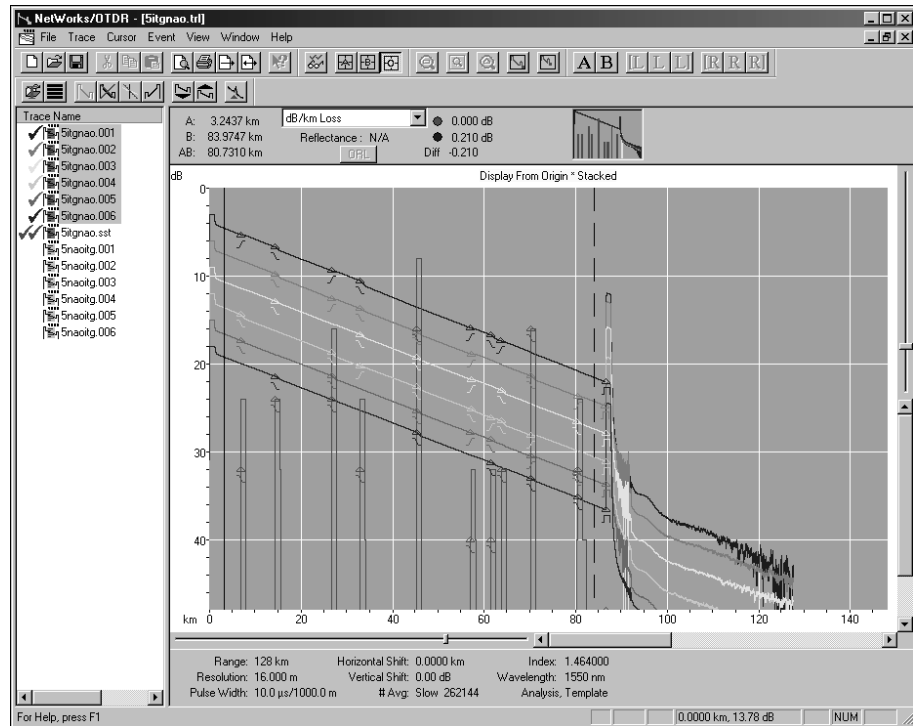 NetWorks/OTDR - [5itgnao.trl]
File Trace Cursor Event View Window Help
A B L L L R R R
Trace Name
5itgnao.001
5itgnao.002
5itgnao.003
5itgnao.004
5itgnao.005
5itgnao.006
5itgnao.sst
5naoitg.001
5naoitg.002
5naoitg.003
5naoitg.004
5naoitg.005
5naoitg.006
A: 3.2437 km dB/km Loss 0.000 dB
B: 83.9747 km Reflectance : N/A 0.210 dB
AB: 80.7310 km ORL Diff -0.210
dB Display From Origin * Stacked
0
10
20
30
40
km 0 20 40 60 80 100 120 140
Range: 128 km Horizontal Shift: 0.0000 km Index: 1.464000
Resolution: 16.000 m Vertical Shift: 0.00 dB Wavelength: 1550 nm
Pulse Width: 10.0 µs/1000.0 m # Avg: Slow 262144 Analysis, Template
For Help, press F1 0.0000 km, 13.78 dB NUM